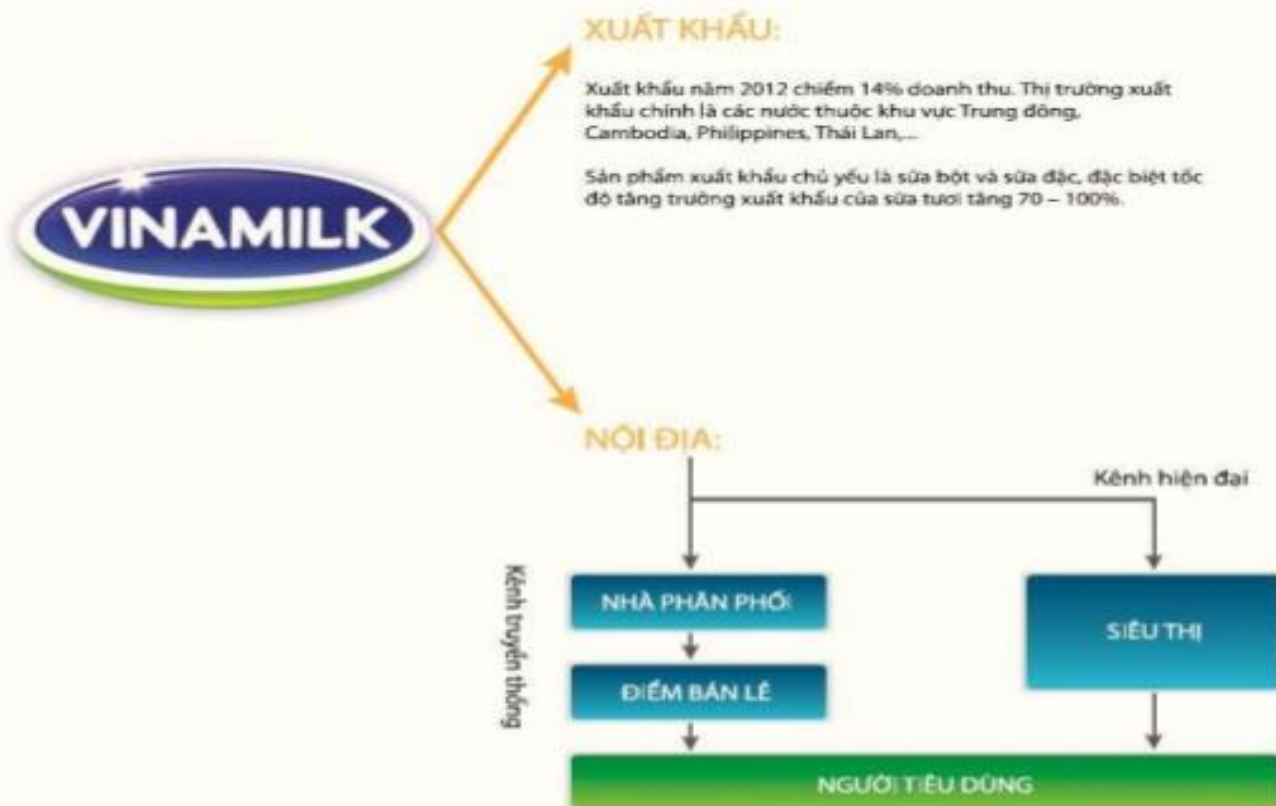 XUẤT KHẨU:
Xuất khẩu năm 2012 chiếm 14% doanh thu. Thị trường xuất
khẩu chính là các nước thuộc khu vực Trung đông,
Cambodia, Philippines, Thái Lan,...
Sản phẩm xuất khẩu chủ yếu là sữa bột và sữa đặc, đặc biệt tốc
độ tăng trưởng xuất khẩu của sữa tươi tăng 70 – 100%.
VINAMILK
NỘI ĐỊA:
Kênh hiện đại
Kênh truyền thống
NHÀ PHÂN PHỐI
SIÊU THỊ
ĐIỂM BÁN LẺ
NGƯỜI TIÊU DÙNG